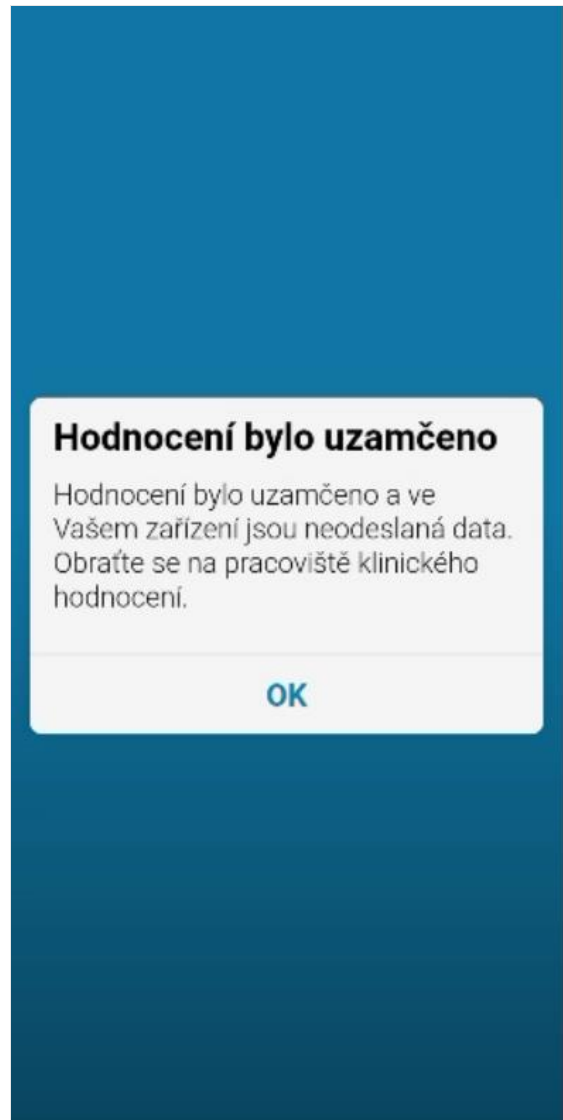 Hodnocení bylo uzamčeno
Hodnocení bylo uzamčeno a ve
Vašem zařízení jsou neodeslaná data.
Obraťte se na pracoviště klinického
hodnocení.
OK